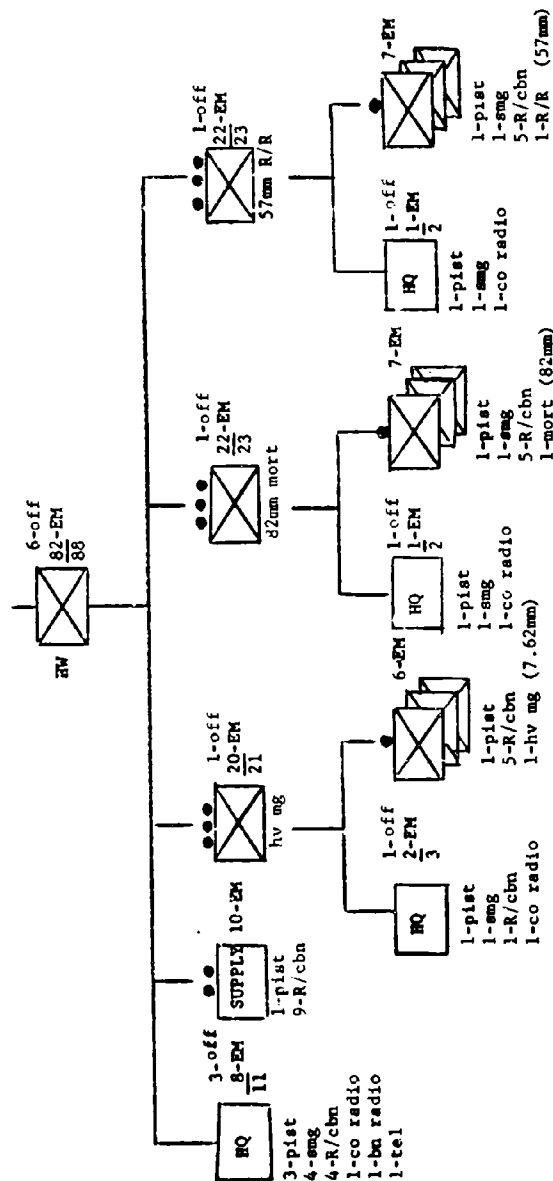 HW
6-off
82-EM
88
HQ
3-off
8-EM
11
3-pist
4-smg
4-R/cbn
1-co radio
1-bn radio
1-tel
SUPPLY
10-EM
1-pist
9-R/cbn
1-off
20-EM
21
hv mg
HQ
1-off
2-EM
3
1-pist
1-smg
1-R/cbn
1-co radio
6-EM
1-pist
5-R/cbn
1-hv mg (7.62mm)
1-off
22-EM
23
82mm mort
HQ
1-off
1-EM
2
1-pist
1-smg
1-co radio
7-EM
1-pist
1-smg
5-R/cbn
1-mort (82mm)
1-off
22-EM
23
57mm R/R
HQ
1-off
1-EM
2
1-pist
1-smg
1-co radio
7-EM
1-pist
1-smg
5-R/cbn
1-R/R (57mm)